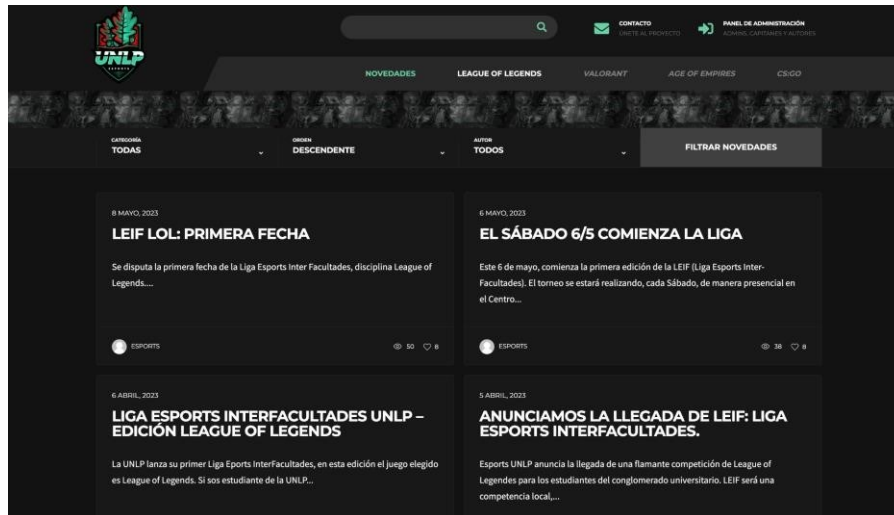 UNLP
ESPORTS
CONTACTO
ÚNETE AL PROYECTO
PANEL DE ADMINISTRACIÓN
ADMINS, CAPITANES Y AUTORES
NOVEDADES
LEAGUE OF LEGENDS
VALORANT
AGE OF EMPIRES
CS:GO
CATEGORÍA
TODAS
ORDEN
DESCENDENTE
AUTOR
TODOS
FILTRAR NOVEDADES
8 MAYO, 2023
LEIF LOL: PRIMERA FECHA
Se disputa la primera fecha de la Liga Esports Inter Facultades, disciplina League of
Legends....
ESPORTS
50
0
6 MAYO, 2023
EL SÁBADO 6/5 COMIENZA LA LIGA
Este 6 de mayo, comienza la primera edición de la LEIF (Liga Esports Inter-
Facultades). El torneo se estará realizando, cada Sábado, de manera presencial en
el Centro...
ESPORTS
38
0
6 ABRIL, 2023
LIGA ESPORTS INTERFACULTADES UNLP –
EDICIÓN LEAGUE OF LEGENDS
La UNLP lanza su primer Liga Eports InterFacultades, en esta edición el juego elegido
es League of Legends. Si sos estudiante de la UNLP...
5 ABRIL, 2023
ANUNCIAMOS LA LLEGADA DE LEIF: LIGA
ESPORTS INTERFACULTADES.
Esports UNLP anuncia la llegada de una flamante competición de League of
Legendes para los estudiantes del conglomerado universitario. LEIF será una
competencia local,...